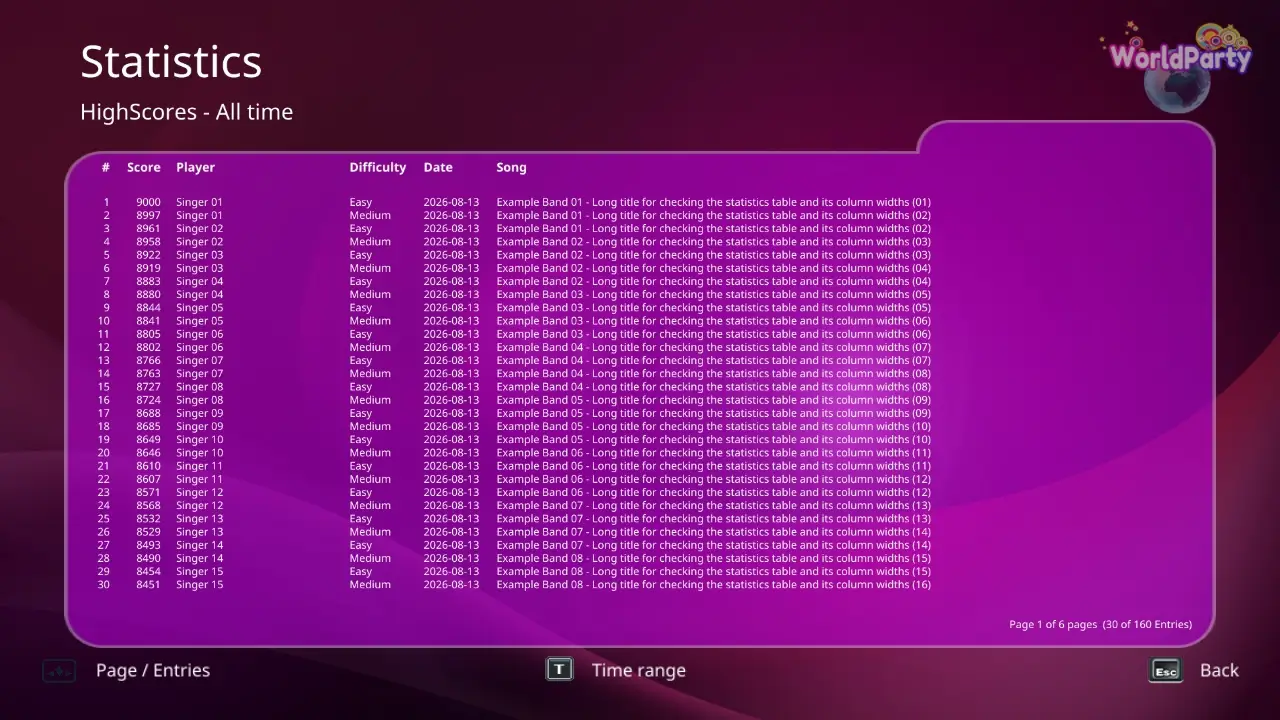 Statistics
WorldParty
HighScores - All time
# Score Player Difficulty Date Song
1 9000 Singer 01 Easy 2026-08-13 Example Band 01 - Long title for checking the statistics table and its column widths (01)
2 8997 Singer 01 Medium 2026-08-13 Example Band 01 - Long title for checking the statistics table and its column widths (02)
3 8961 Singer 02 Easy 2026-08-13 Example Band 01 - Long title for checking the statistics table and its column widths (02)
4 8958 Singer 02 Medium 2026-08-13 Example Band 02 - Long title for checking the statistics table and its column widths (03)
5 8922 Singer 03 Easy 2026-08-13 Example Band 02 - Long title for checking the statistics table and its column widths (03)
6 8919 Singer 03 Medium 2026-08-13 Example Band 02 - Long title for checking the statistics table and its column widths (04)
7 8883 Singer 04 Easy 2026-08-13 Example Band 02 - Long title for checking the statistics table and its column widths (04)
8 8880 Singer 04 Medium 2026-08-13 Example Band 03 - Long title for checking the statistics table and its column widths (05)
9 8844 Singer 05 Easy 2026-08-13 Example Band 03 - Long title for checking the statistics table and its column widths (05)
10 8841 Singer 05 Medium 2026-08-13 Example Band 03 - Long title for checking the statistics table and its column widths (06)
11 8805 Singer 06 Easy 2026-08-13 Example Band 03 - Long title for checking the statistics table and its column widths (06)
12 8802 Singer 06 Medium 2026-08-13 Example Band 04 - Long title for checking the statistics table and its column widths (07)
13 8766 Singer 07 Easy 2026-08-13 Example Band 04 - Long title for checking the statistics table and its column widths (07)
14 8763 Singer 07 Medium 2026-08-13 Example Band 04 - Long title for checking the statistics table and its column widths (08)
15 8727 Singer 08 Easy 2026-08-13 Example Band 04 - Long title for checking the statistics table and its column widths (08)
16 8724 Singer 08 Medium 2026-08-13 Example Band 05 - Long title for checking the statistics table and its column widths (09)
17 8688 Singer 09 Easy 2026-08-13 Example Band 05 - Long title for checking the statistics table and its column widths (09)
18 8685 Singer 09 Medium 2026-08-13 Example Band 05 - Long title for checking the statistics table and its column widths (10)
19 8649 Singer 10 Easy 2026-08-13 Example Band 05 - Long title for checking the statistics table and its column widths (10)
20 8646 Singer 10 Medium 2026-08-13 Example Band 06 - Long title for checking the statistics table and its column widths (11)
21 8610 Singer 11 Easy 2026-08-13 Example Band 06 - Long title for checking the statistics table and its column widths (11)
22 8607 Singer 11 Medium 2026-08-13 Example Band 06 - Long title for checking the statistics table and its column widths (12)
23 8571 Singer 12 Easy 2026-08-13 Example Band 06 - Long title for checking the statistics table and its column widths (12)
24 8568 Singer 12 Medium 2026-08-13 Example Band 07 - Long title for checking the statistics table and its column widths (13)
25 8532 Singer 13 Easy 2026-08-13 Example Band 07 - Long title for checking the statistics table and its column widths (13)
26 8529 Singer 13 Medium 2026-08-13 Example Band 07 - Long title for checking the statistics table and its column widths (14)
27 8493 Singer 14 Easy 2026-08-13 Example Band 07 - Long title for checking the statistics table and its column widths (14)
28 8490 Singer 14 Medium 2026-08-13 Example Band 08 - Long title for checking the statistics table and its column widths (15)
29 8454 Singer 15 Easy 2026-08-13 Example Band 08 - Long title for checking the statistics table and its column widths (15)
30 8451 Singer 15 Medium 2026-08-13 Example Band 08 - Long title for checking the statistics table and its column widths (16)
Page 1 of 6 pages (30 of 160 Entries)
Page / Entries
T Time range
Esc Back